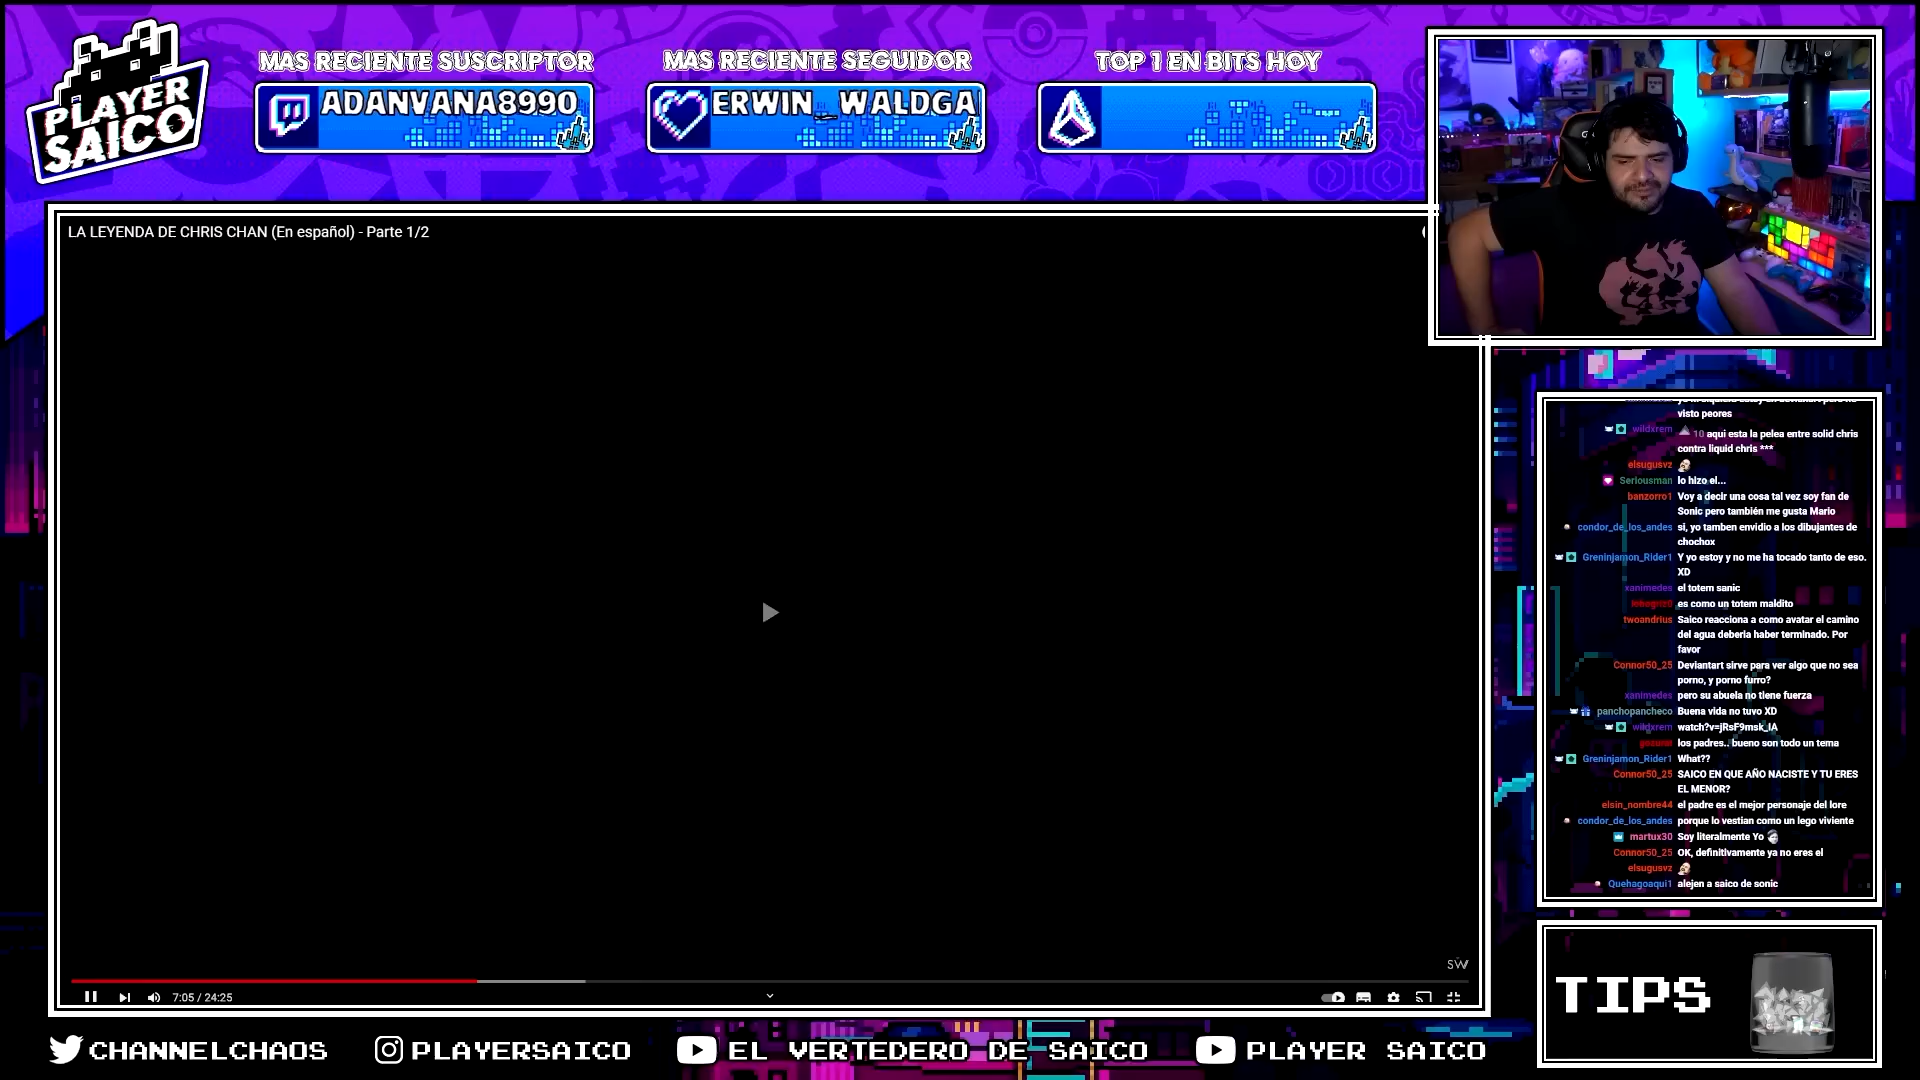 PLAYER
SAICO
MAS RECIENTE SUSCRIPTOR
ADANVANA8990
MAS RECIENTE SEGUIDOR
ERWIN__WALDGA
TOP 1 EN BITS HOY
LA LEYENDA DE CHRIS CHAN (En español) - Parte 1/2
visto peores
wildxrem 10 aqui esta la pelea entre solid chris
contra liquid chris ***
elsugusvz
Seriousman lo hizo el...
banzorro1 Voy a decir una cosa tal vez soy fan de
Sonic pero también me gusta Mario
condor_de_los_andes si, yo tamben envidio a los dibujantes de
chochox
Greninjamon_Rider1 Y yo estoy y no me ha tocado tanto de eso.
XD
xanimedes el totem sanic
es como un totem maldito
twoandrius Saico reacciona a como avatar el camino
del agua deberia haber terminado. Por
favor
Connor50_25 Deviantart sirve para ver algo que no sea
porno, y porno furro?
xanimedes pero su abuela no tiene fuerza
panchopancheco Buena vida no tuvo XD
wildxrem watch?v=jRsF9msk_IA
los padres.. bueno son todo un tema
Greninjamon_Rider1 What??
Connor50_25 SAICO EN QUE AÑO NACISTE Y TU ERES
EL MENOR?
elsin_nombre44 el padre es el mejor personaje del lore
condor_de_los_andes porque lo vestian como un lego viviente
martux30 Soy literalmente Yo
Connor50_25 OK, definitivamente ya no eres el
elsugusvz
Quehagoaqui1 alejen a saico de sonic
SW
7:05 / 24:25
TIPS
CHANNELCHAOS
PLAYERSAICO
EL VERTEDERO DE SAICO
PLAYER SAICO